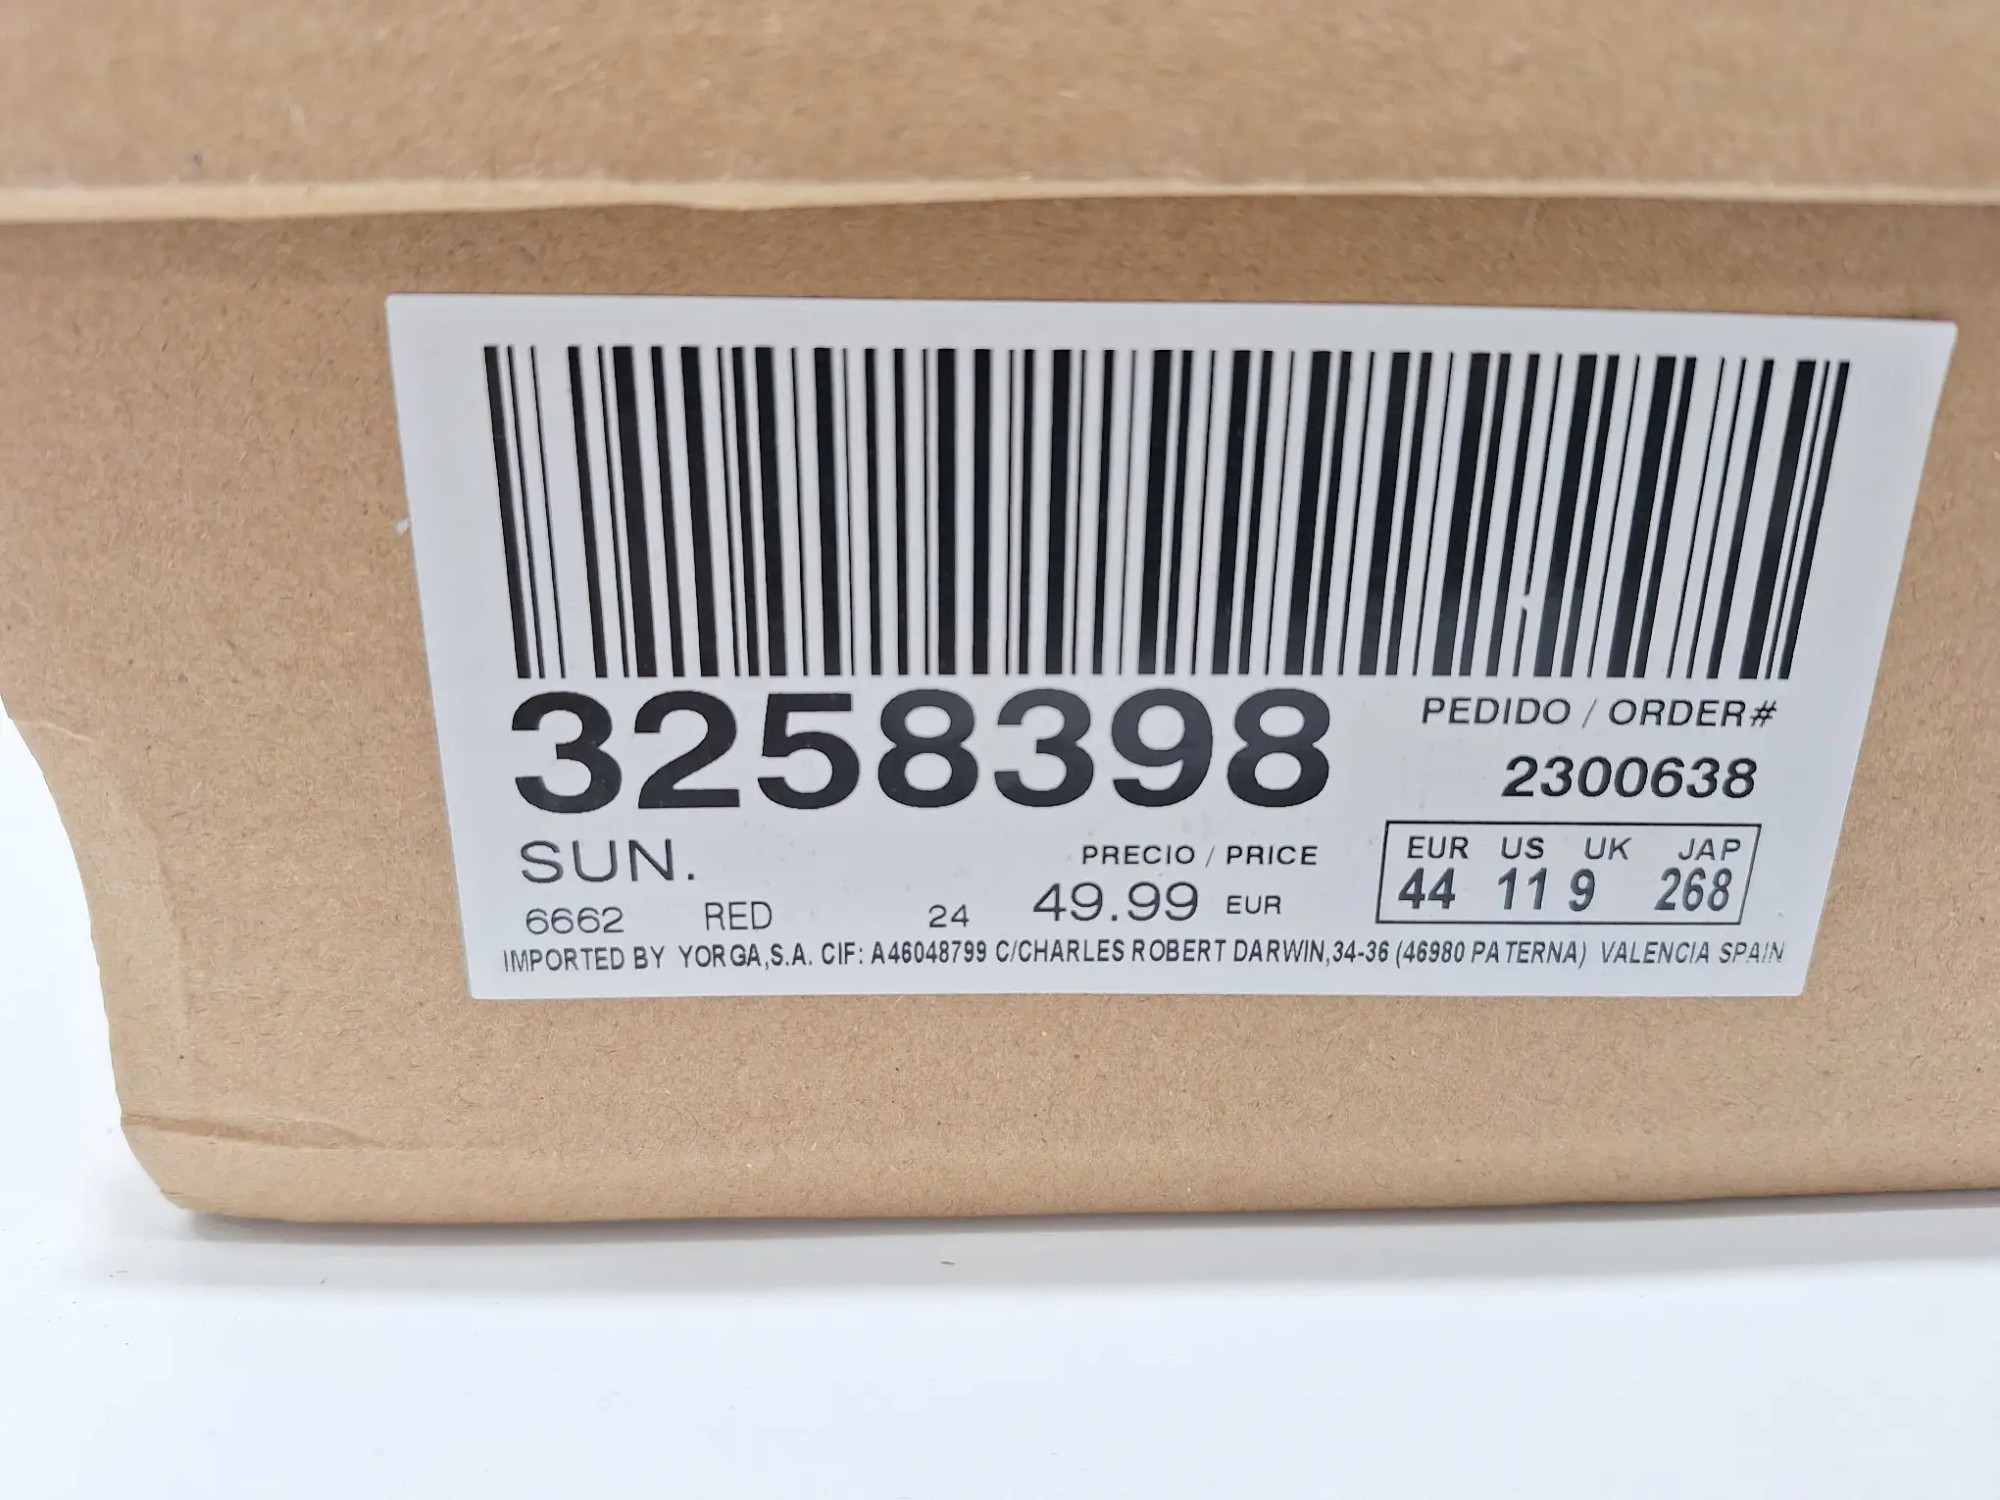 3258398
PEDIDO / ORDER#
2300638
SUN.
PRECIO / PRICE
49.99 EUR
EUR US UK JAP
44 11 9 268
6662 RED 24
IMPORTED BY YORGA,S.A. CIF: A46048799 C/CHARLES ROBERT DARWIN,34-36 (46980 PATERNA) VALENCIA SPAIN